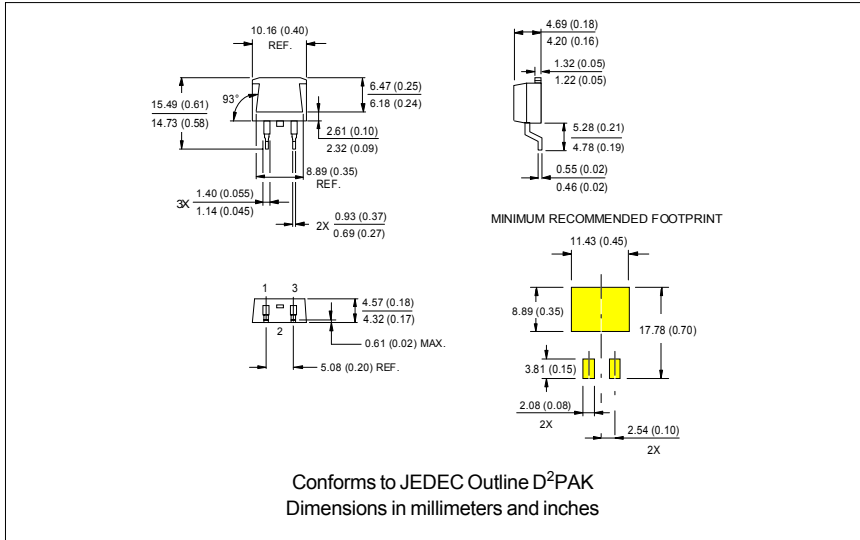 10.16 (0.40)
REF.
4.69 (0.18)
4.20 (0.16)
1.32 (0.05)
1.22 (0.05)
93°
15.49 (0.61)
14.73 (0.58)
6.47 (0.25)
6.18 (0.24)
2.61 (0.10)
2.32 (0.09)
5.28 (0.21)
4.78 (0.19)
8.89 (0.35)
REF.
0.55 (0.02)
0.46 (0.02)
3X
1.40 (0.055)
1.14 (0.045)
2X
0.93 (0.37)
0.69 (0.27)
MINIMUM RECOMMENDED FOOTPRINT
11.43 (0.45)
1 3
2
4.57 (0.18)
4.32 (0.17)
0.61 (0.02) MAX.
5.08 (0.20) REF.
8.89 (0.35)
17.78 (0.70)
3.81 (0.15)
2.08 (0.08)
2X
2.54 (0.10)
2X
Conforms to JEDEC Outline D²PAK
Dimensions in millimeters and inches